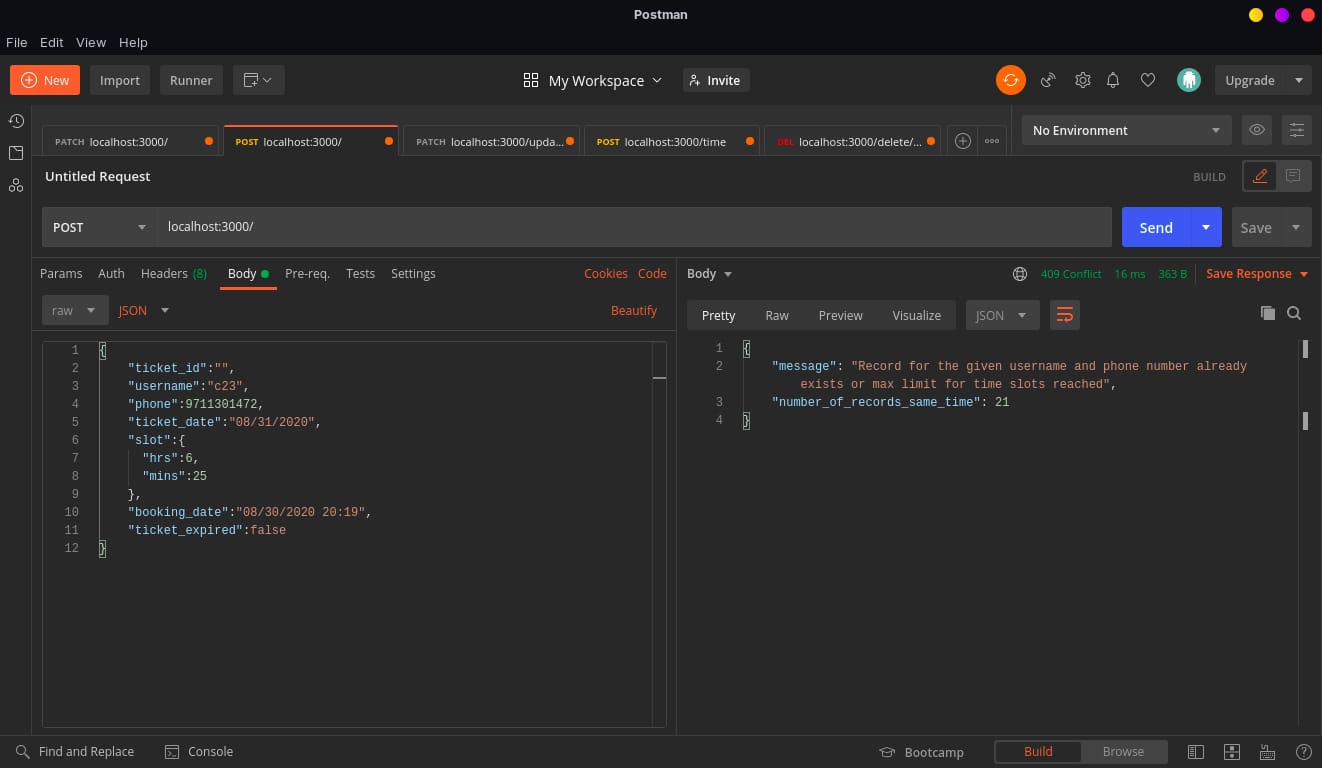 Postman
File Edit View Help
New Import Runner My Workspace Invite Upgrade
PATCH localhost:3000/ POST localhost:3000/ PATCH localhost:3000/upda... POST localhost:3000/time DEL localhost:3000/delete/... No Environment
Untitled Request BUILD
POST localhost:3000/ Send Save
Params Auth Headers (8) Body Pre-req. Tests Settings Cookies Code
raw JSON Beautify
1 {
2 "ticket_id":"",
3 "username":"c23",
4 "phone":9711301472,
5 "ticket_date":"08/31/2020",
6 "slot":{
7 "hrs":6,
8 "mins":25
9 },
10 "booking_date":"08/30/2020 20:19",
11 "ticket_expired":false
12 }
Body 409 Conflict 16 ms 363 B Save Response
Pretty Raw Preview Visualize JSON
1 {
2 "message": "Record for the given username and phone number already
exists or max limit for time slots reached",
3 "number_of_records_same_time": 21
4 }
Find and Replace Console Bootcamp Build Browse